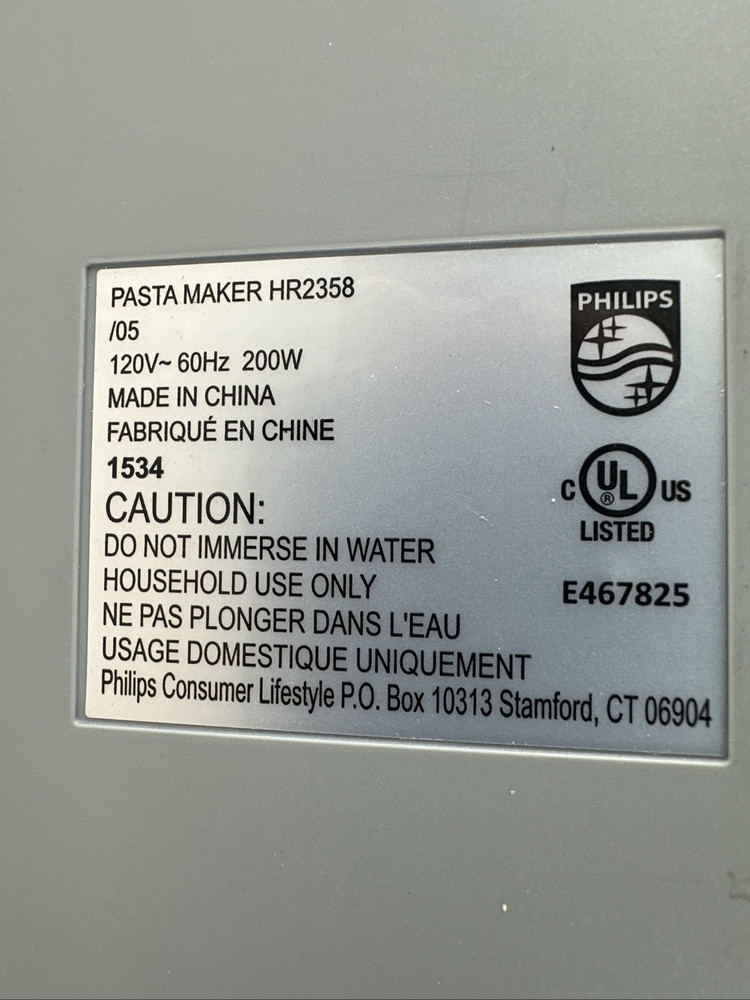 PASTA MAKER HR2358
/05
120V~ 60Hz 200W
MADE IN CHINA
FABRIQUÉ EN CHINE
1534
CAUTION:
DO NOT IMMERSE IN WATER
HOUSEHOLD USE ONLY
NE PAS PLONGER DANS L'EAU
USAGE DOMESTIQUE UNIQUEMENT
Philips Consumer Lifestyle P.O. Box 10313 Stamford, CT 06904
PHILIPS
C UL® US
LISTED
E467825